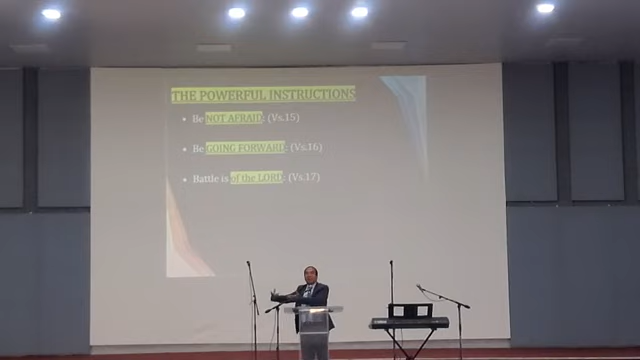 THE POWERFUL INSTRUCTIONS
• Be NOT AFRAID: (Vs.15)
• Be GOING FORWARD: (Vs.16)
• Battle is of the LORD: (Vs.17)